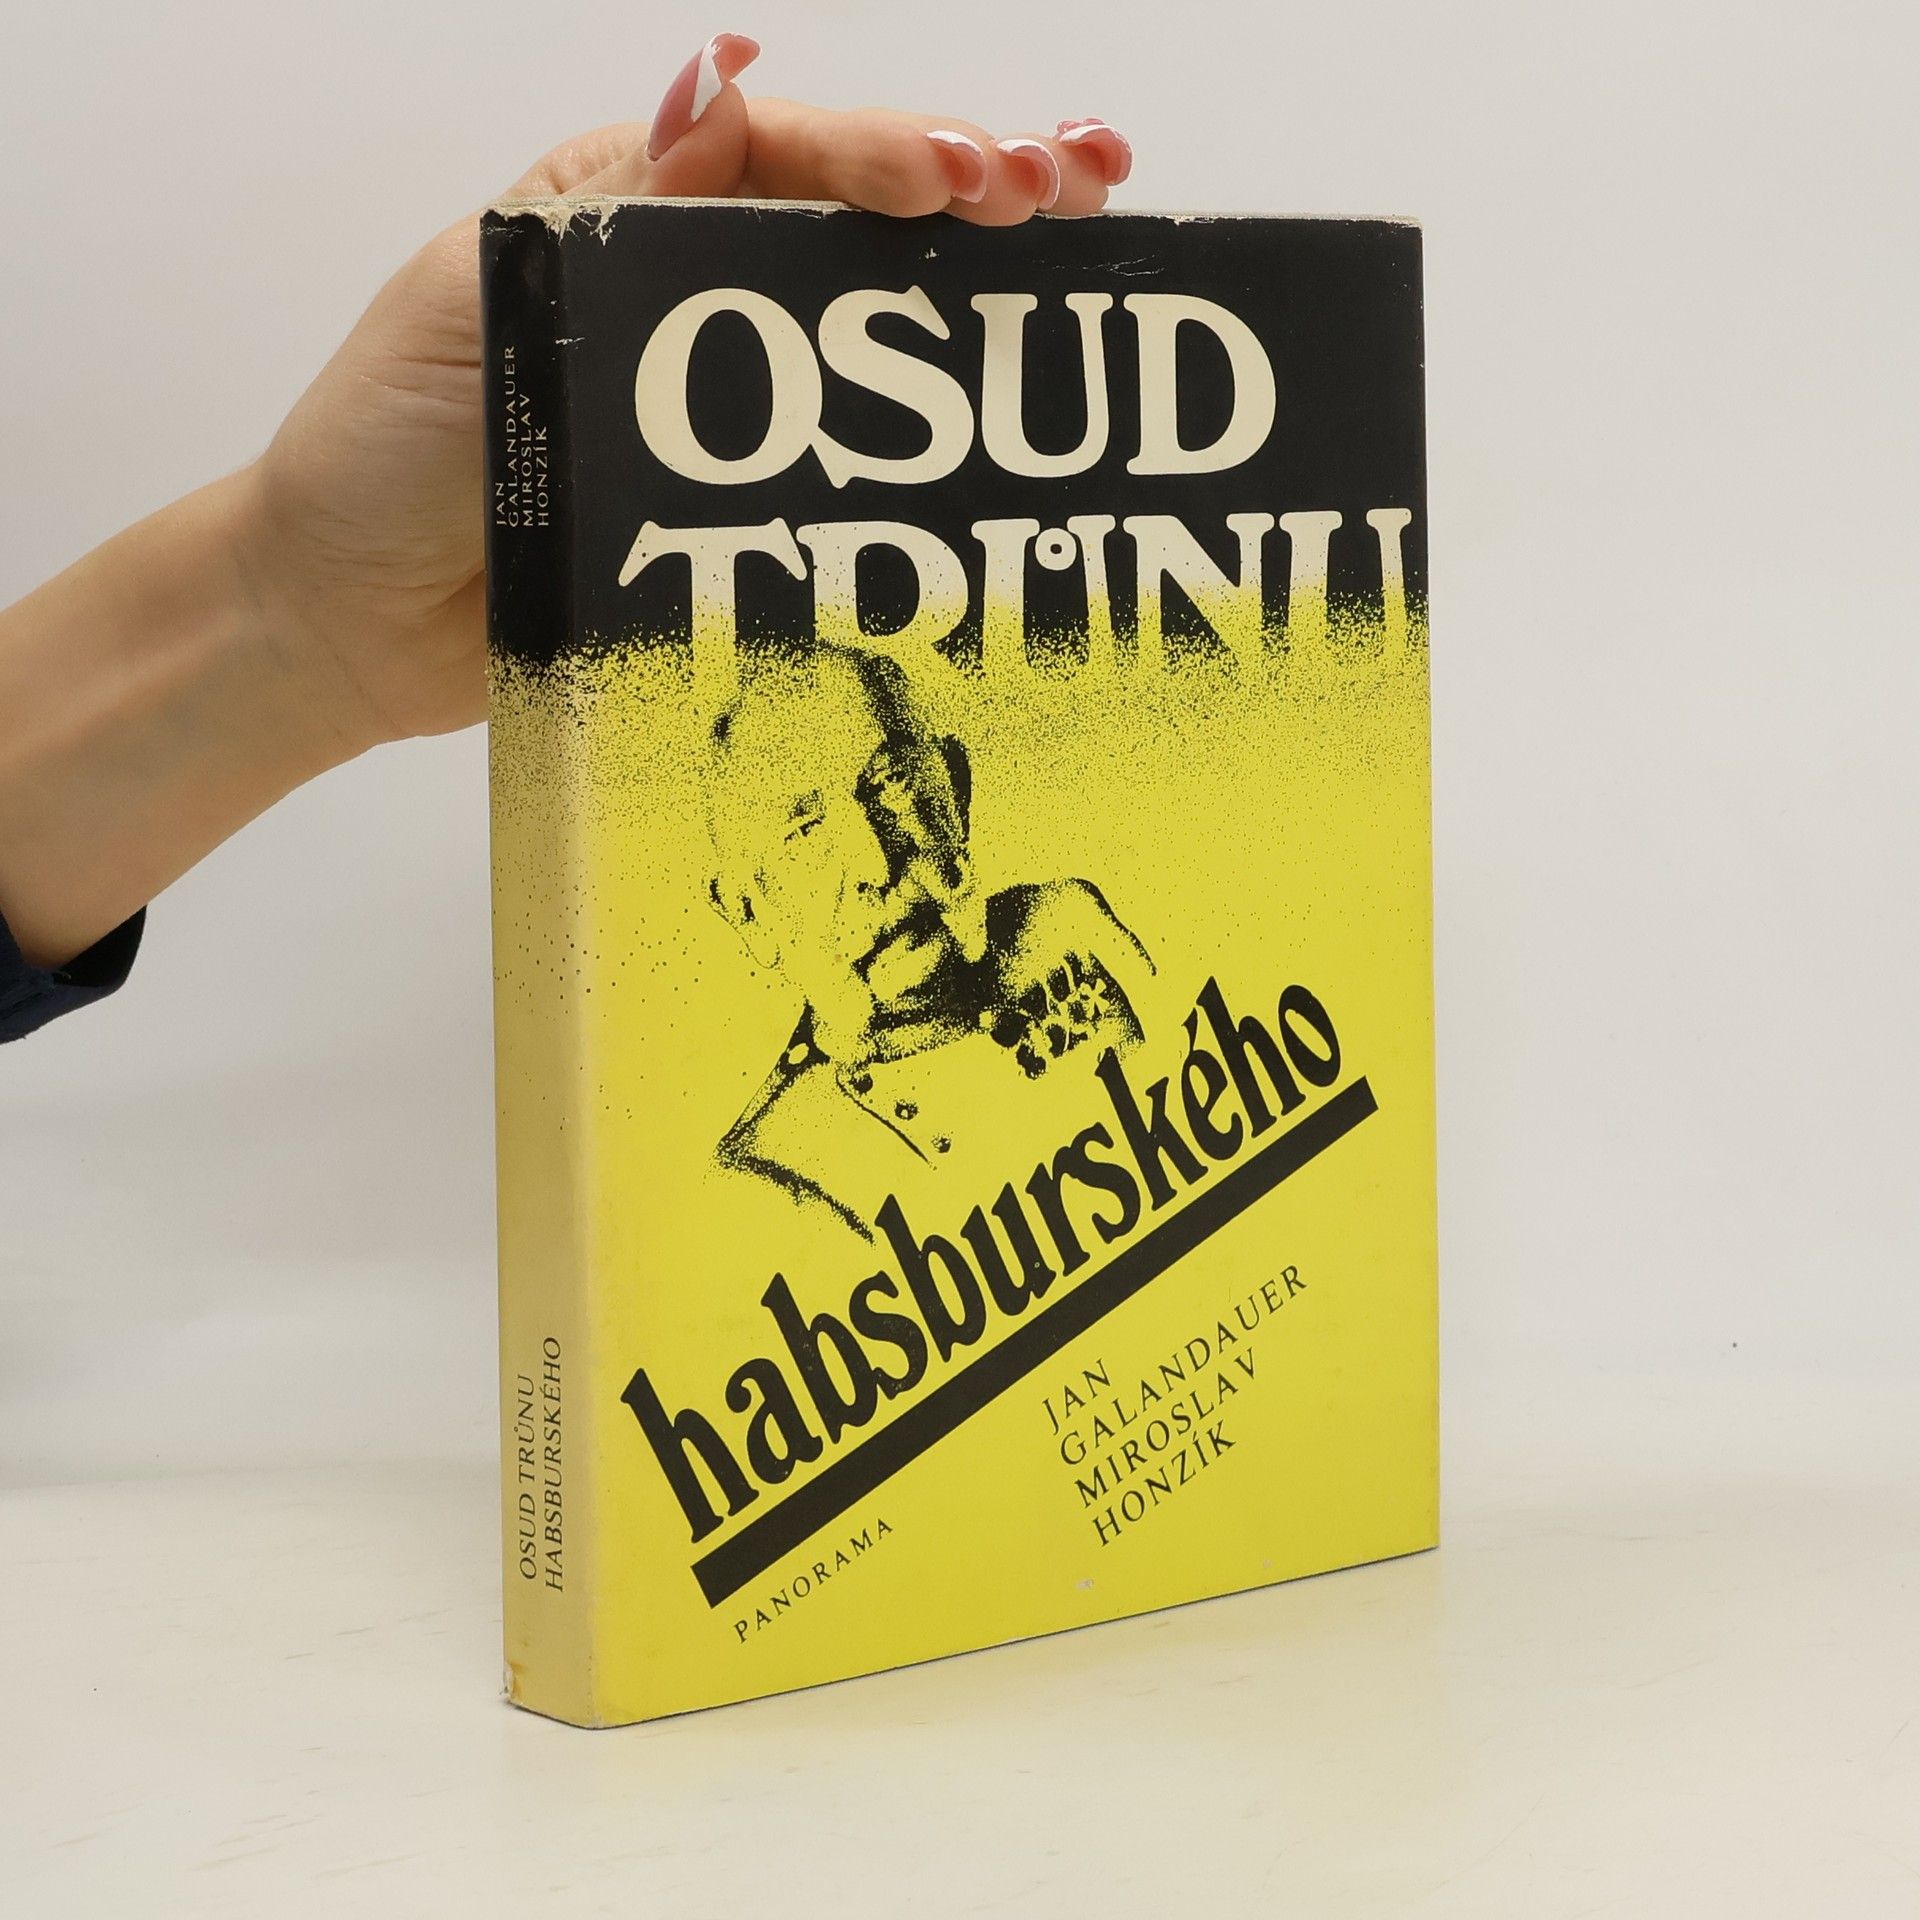 OSUD
TRŮNU
habsburského
JAN
GALANDAUER
MIROSLAV
HONZÍK
PANORAMA
JAN
GALANDAUER
MIROSLAV
HONZÍK
OSUD TRŮNU
HABSBURSKÉHO